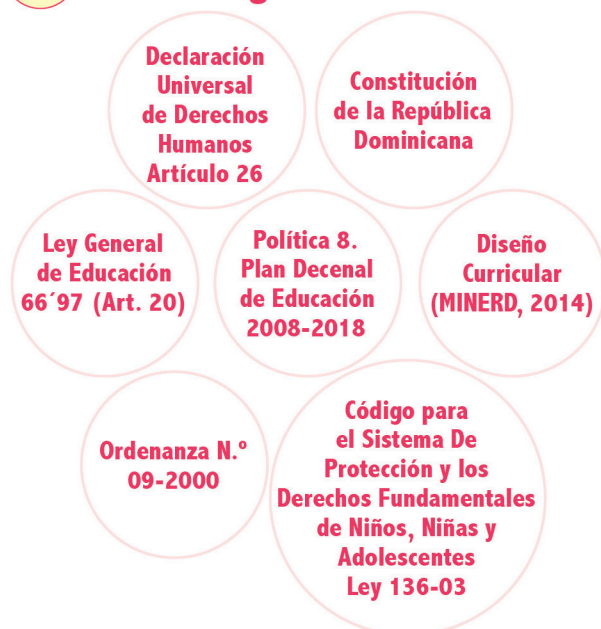 Declaración
Universal
de Derechos
Humanos
Artículo 26
Constitución
de la República
Dominicana
Ley General
de Educación
66´97 (Art. 20)
Política 8.
Plan Decenal
de Educación
2008-2018
Diseño
Curricular
(MINERD, 2014)
Ordenanza N.º
09-2000
Código para
el Sistema De
Protección y los
Derechos Fundamentales
de Niños, Niñas y
Adolescentes
Ley 136-03